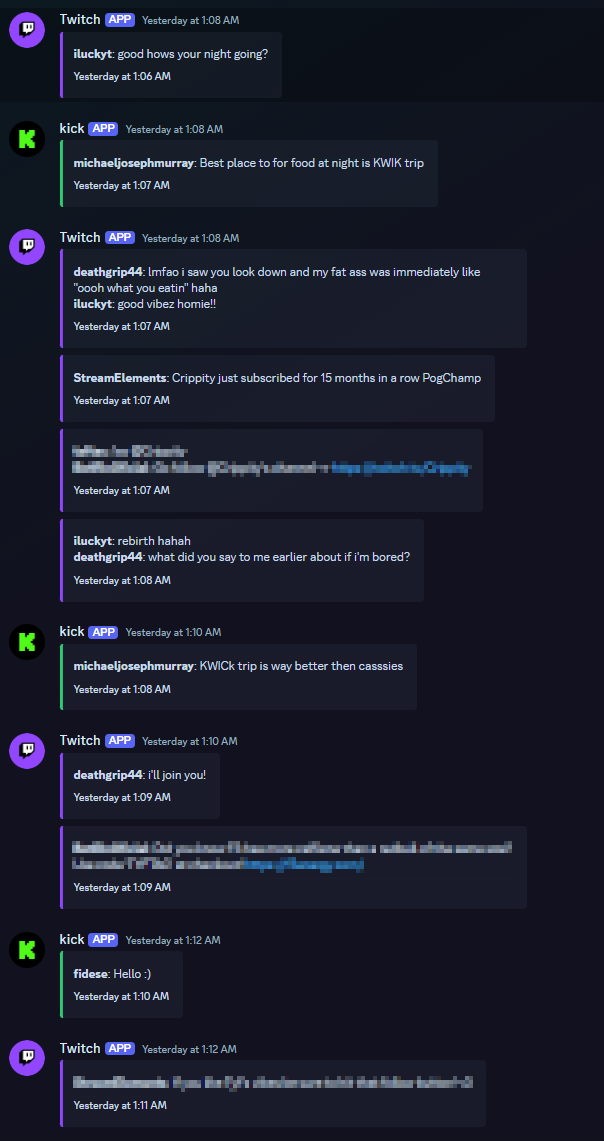 Twitch APP Yesterday at 1:08 AM
iluckyt: good hows your night going?
Yesterday at 1:06 AM
kick APP Yesterday at 1:08 AM
michaeljosephmurray: Best place to for food at night is KWIK trip
Yesterday at 1:07 AM
Twitch APP Yesterday at 1:08 AM
deathgrip44: lmfao i saw you look down and my fat ass was immediately like
"oooh what you eatin" haha
iluckyt: good vibez homie!!
Yesterday at 1:07 AM
StreamElements: Crippity just subscribed for 15 months in a row PogChamp
Yesterday at 1:07 AM
Yesterday at 1:07 AM
iluckyt: rebirth hahah
deathgrip44: what did you say to me earlier about if i'm bored?
Yesterday at 1:08 AM
kick APP Yesterday at 1:10 AM
michaeljosephmurray: KWICk trip is way better then casssies
Yesterday at 1:08 AM
Twitch APP Yesterday at 1:10 AM
deathgrip44: i'll join you!
Yesterday at 1:09 AM
Yesterday at 1:09 AM
kick APP Yesterday at 1:12 AM
fidese: Hello :)
Yesterday at 1:10 AM
Twitch APP Yesterday at 1:12 AM
Yesterday at 1:11 AM